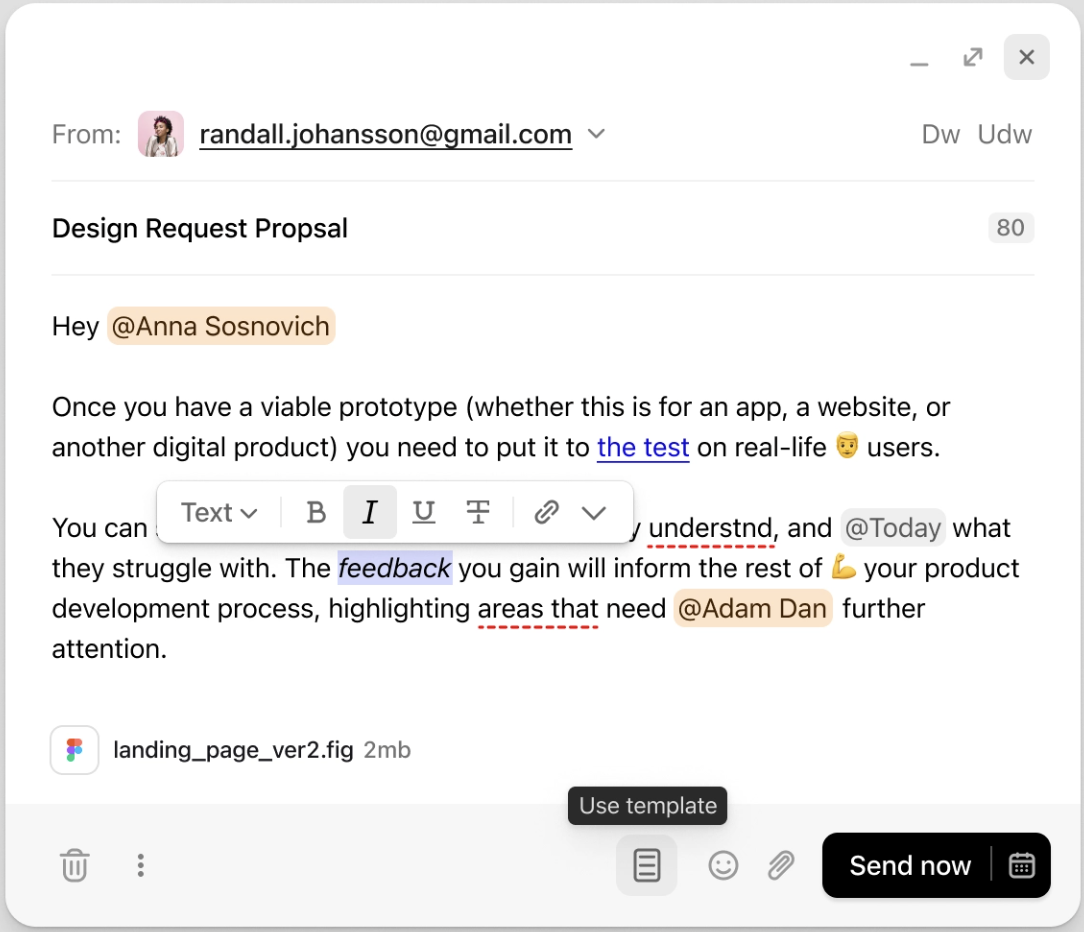 From: randall.johansson@gmail.com Dw Udw
Design Request Propsal 80
Hey @Anna Sosnovich
Once you have a viable prototype (whether this is for an app, a website, or
another digital product) you need to put it to the test on real-life 👨 users.
Text B I U T
You can understnd, and @Today what
they struggle with. The feedback you gain will inform the rest of 💪 your product
development process, highlighting areas that need @Adam Dan further
attention.
landing_page_ver2.fig 2mb
Use template
Send now